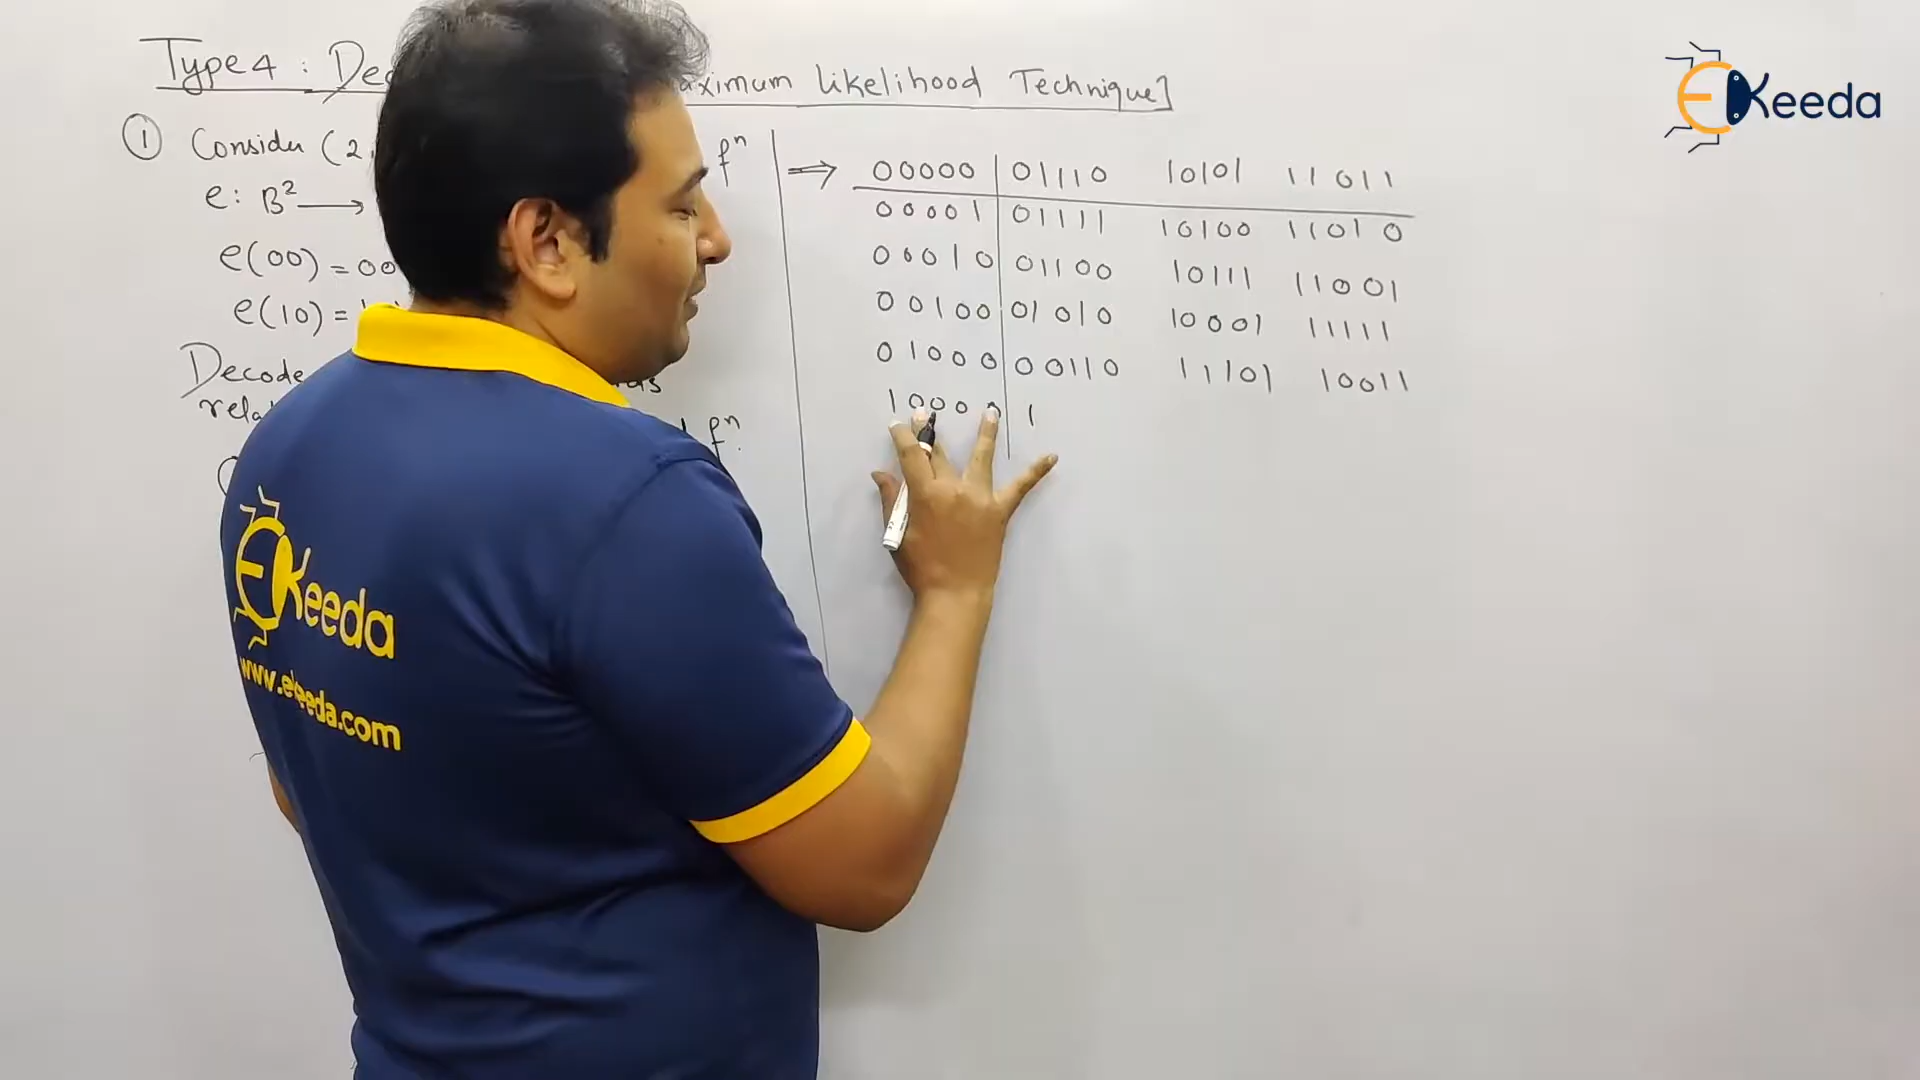 Type 4 : Dec aximum Likelihood Technique]
① Consider (2, fⁿ
e: B² ⟶
e(00) = 00
e(10) = 1
Decode
rela
fⁿ.
⇒ 00000 01110 10101 11011
00001 01111 10100 11010
00010 01100 10111 11001
00100 01010 10001 11111
01000 00110 11101 10011
10000 1
EKeeda
EKeeda
www.ekeeda.com